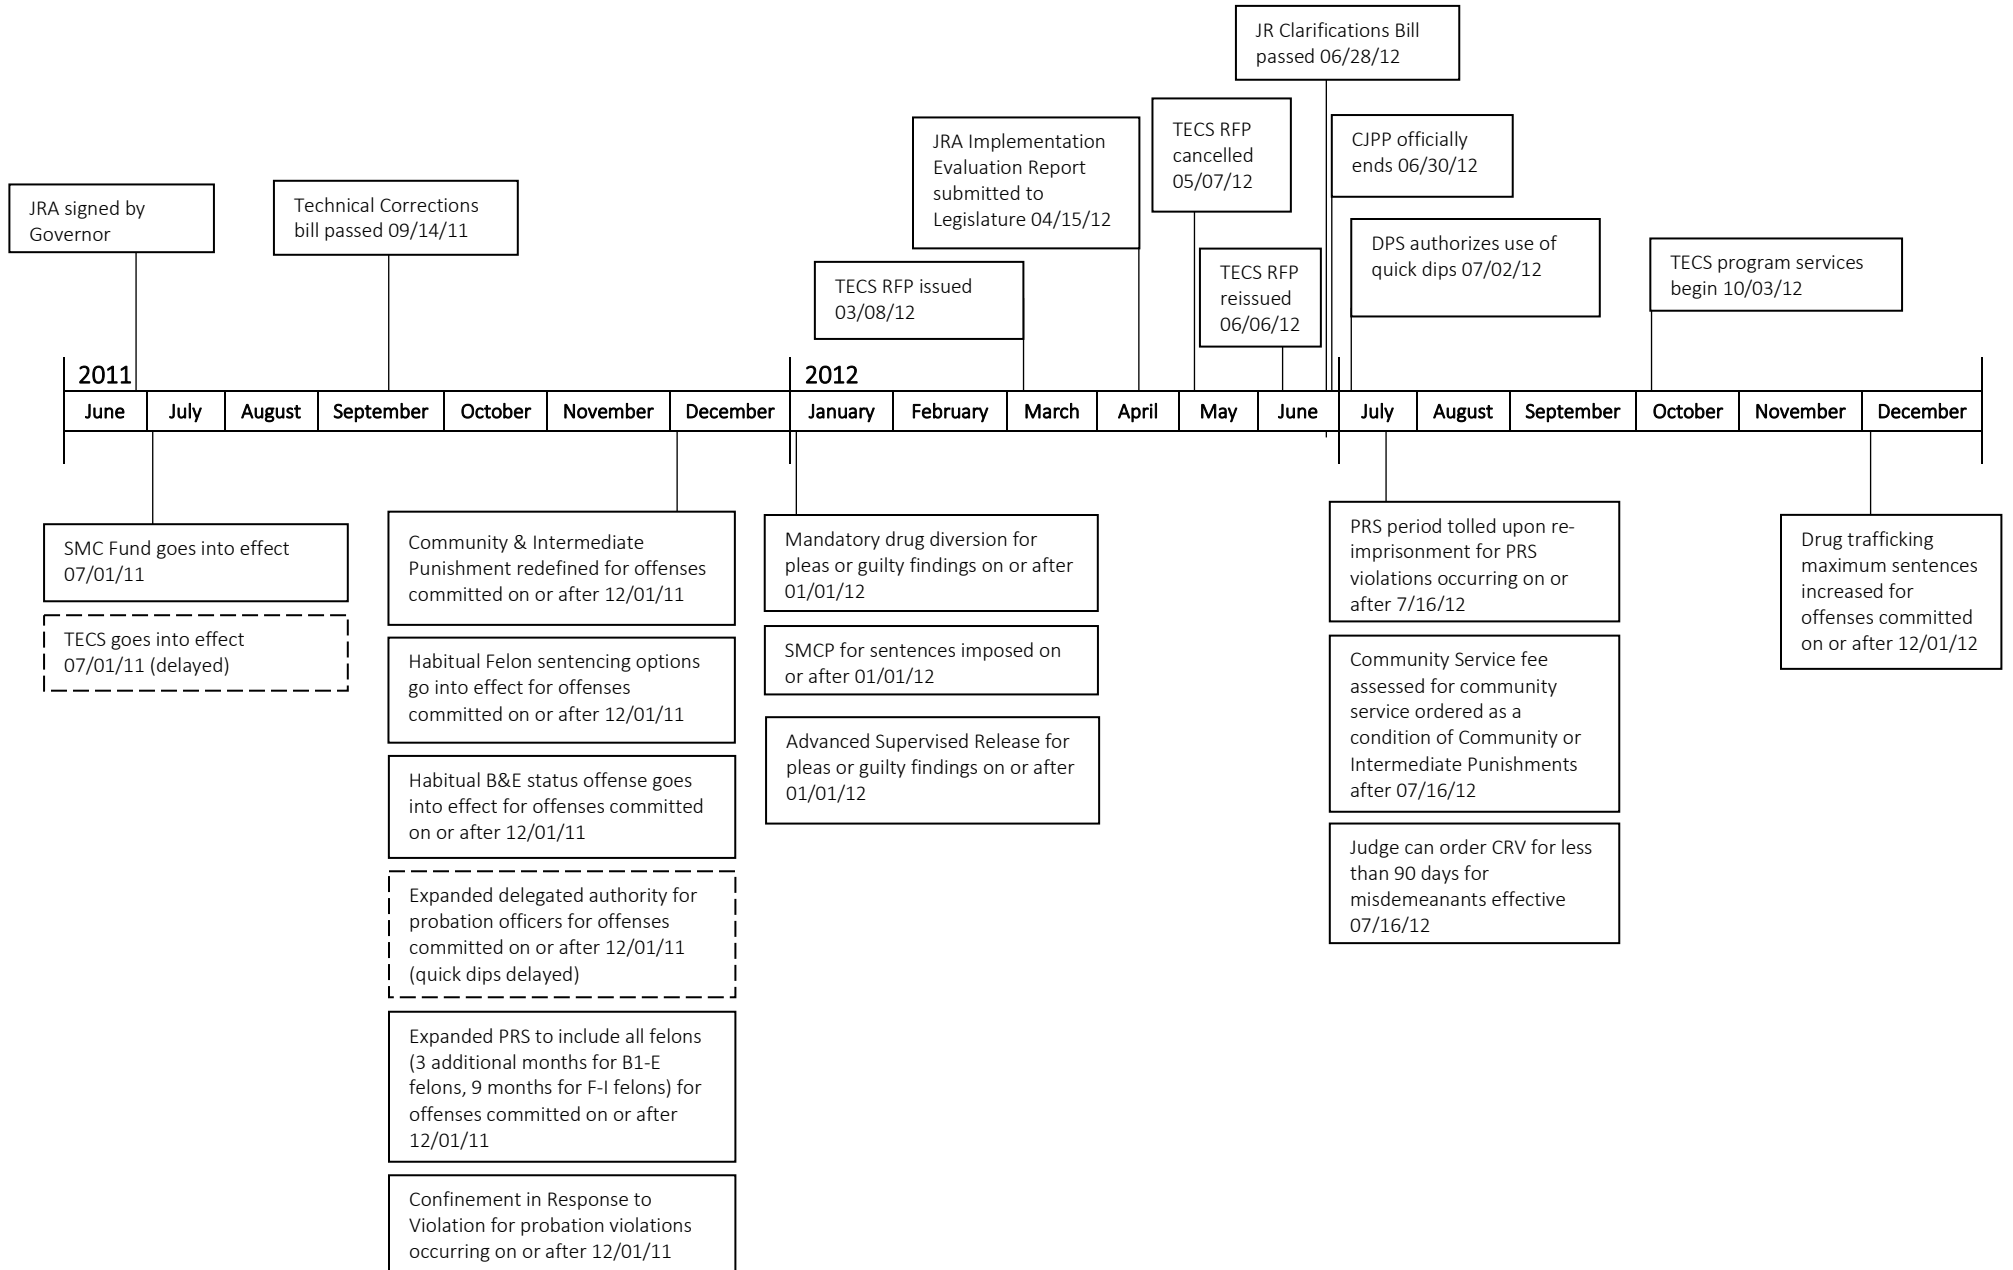 JR Clarifications Bill
passed 06/28/12
JRA Implementation
Evaluation Report
submitted to
Legislature 04/15/12
TECS RFP
cancelled
05/07/12
CJPP officially
ends 06/30/12
JRA signed by
Governor
Technical Corrections
bill passed 09/14/11
TECS RFP issued
03/08/12
TECS RFP
reissued
06/06/12
DPS authorizes use of
quick dips 07/02/12
TECS program services
begin 10/03/12
2011
2012
June July August September October November December January February March April May June July August September October November December
SMC Fund goes into effect
07/01/11
TECS goes into effect
07/01/11 (delayed)
Community & Intermediate
Punishment redefined for offenses
committed on or after 12/01/11
Habitual Felon sentencing options
go into effect for offenses
committed on or after 12/01/11
Habitual B&E status offense goes
into effect for offenses committed
on or after 12/01/11
Expanded delegated authority for
probation officers for offenses
committed on or after 12/01/11
(quick dips delayed)
Expanded PRS to include all felons
(3 additional months for B1-E
felons, 9 months for F-I felons) for
offenses committed on or after
12/01/11
Confinement in Response to
Violation for probation violations
occurring on or after 12/01/11
Mandatory drug diversion for
pleas or guilty findings on or after
01/01/12
SMCP for sentences imposed on
or after 01/01/12
Advanced Supervised Release for
pleas or guilty findings on or after
01/01/12
PRS period tolled upon re-
imprisonment for PRS
violations occurring on or
after 7/16/12
Community Service fee
assessed for community
service ordered as a
condition of Community or
Intermediate Punishments
after 07/16/12
Judge can order CRV for less
than 90 days for
misdemeanants effective
07/16/12
Drug trafficking
maximum sentences
increased for
offenses committed
on or after 12/01/12